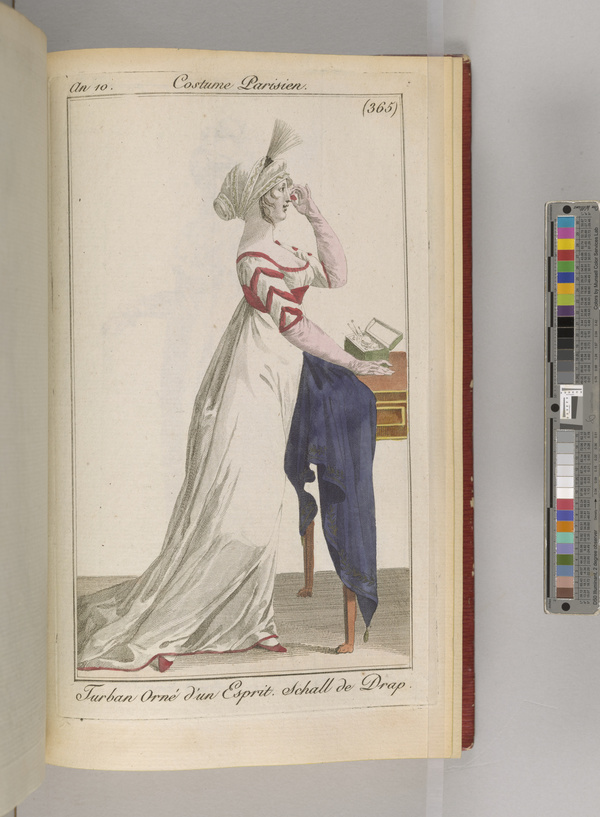 An 10.
Costume Parisien.
(365)
Turban Orné d'un Esprit. Schall de Drap.